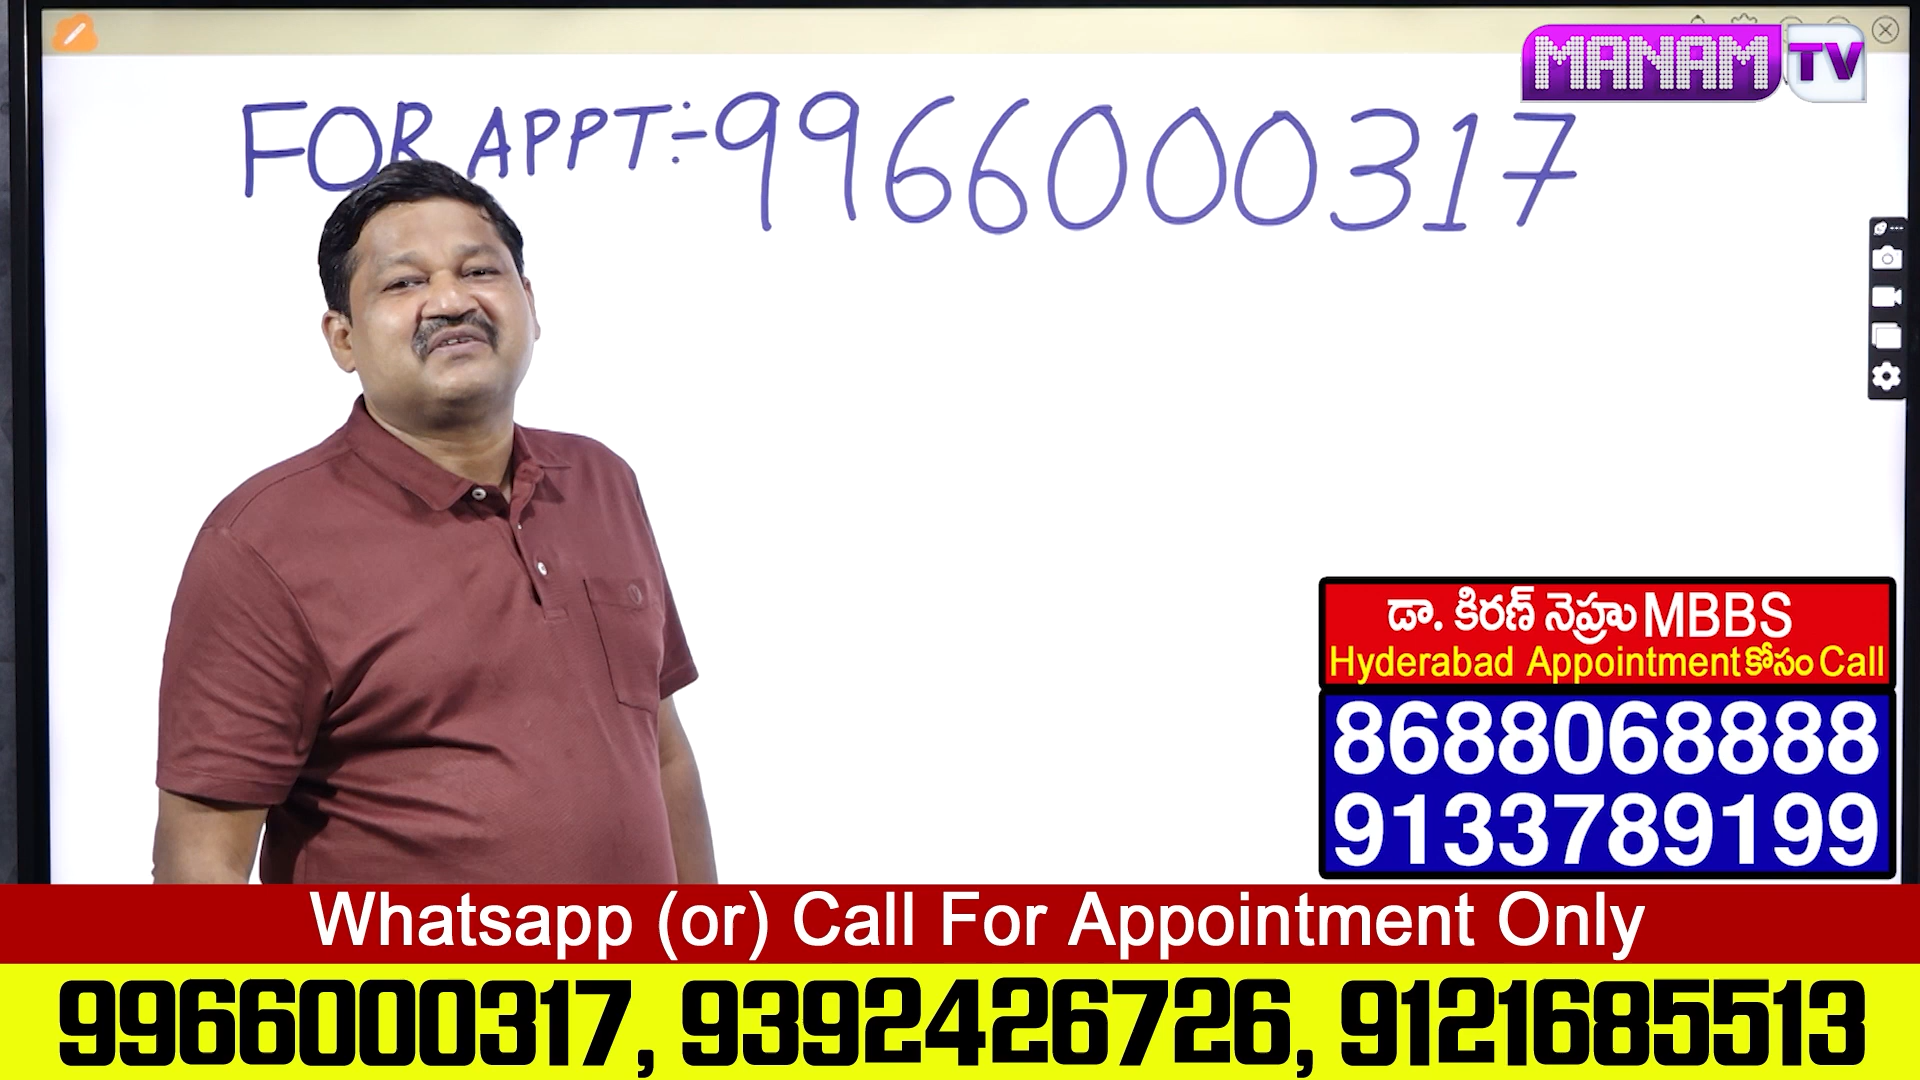 MANAM TV
FOR APPT:- 9966000317
డా. కిరణ్ నెహ్రు MBBS
Hyderabad Appointment కోసం Call
8688068888
9133789199
Whatsapp (or) Call For Appointment Only
9966000317, 9392426726, 9121685513